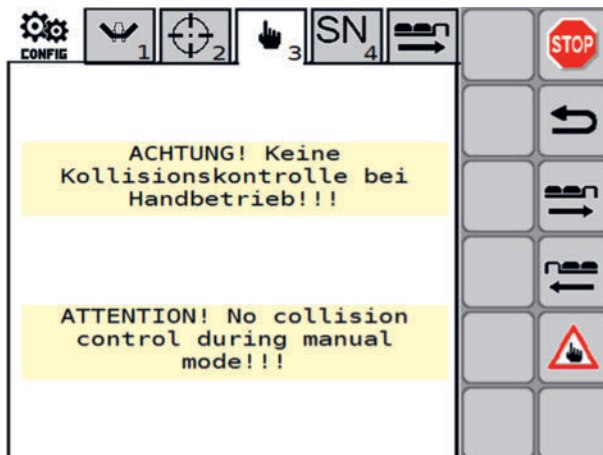 CONFIG
1
2
3
SN
4
STOP
ACHTUNG! Keine
Kollisionskontrolle bei
Handbetrieb!!!
ATTENTION! No collision
control during manual
mode!!!